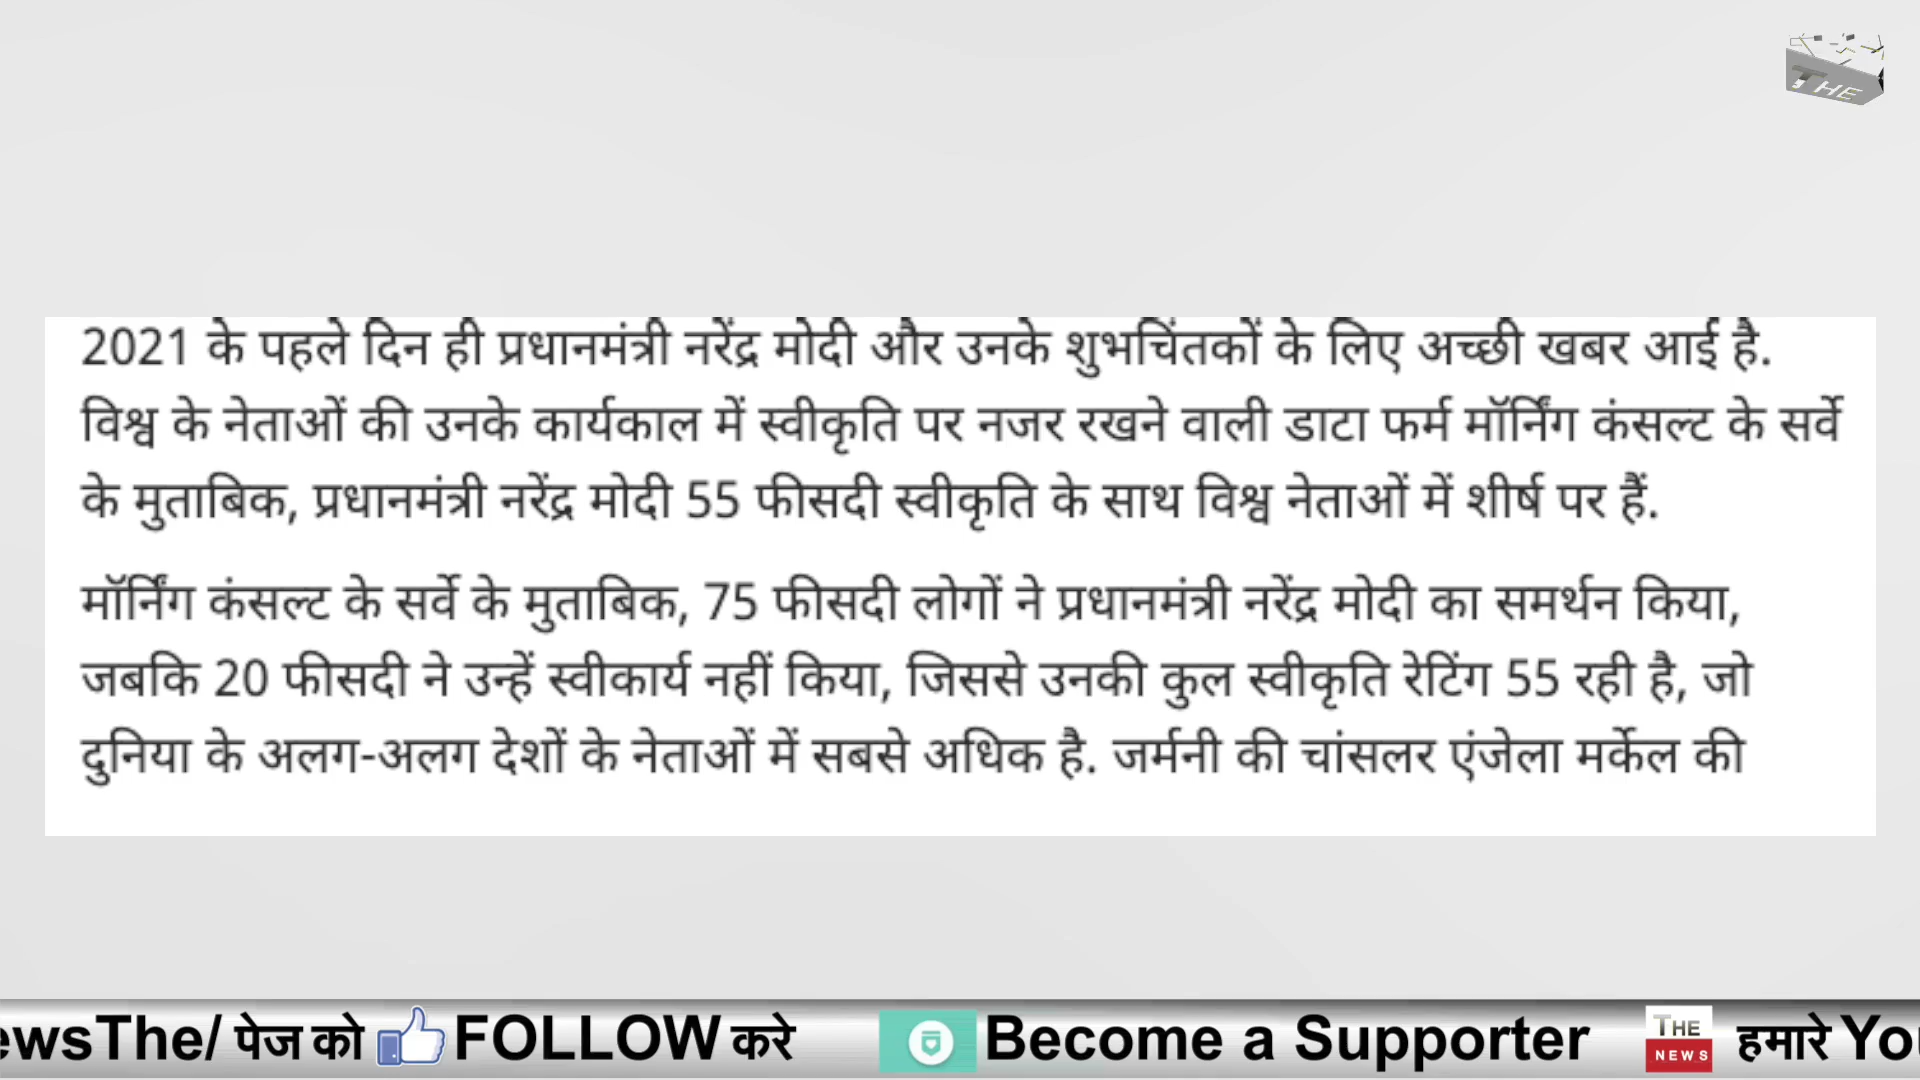 THE
2021 के पहले दिन ही प्रधानमंत्री नरेंद्र मोदी और उनके शुभचिंतकों के लिए अच्छी खबर आई है.
विश्व के नेताओं की उनके कार्यकाल में स्वीकृति पर नजर रखने वाली डाटा फर्म मॉर्निंग कंसल्ट के सर्वे
के मुताबिक, प्रधानमंत्री नरेंद्र मोदी 55 फीसदी स्वीकृति के साथ विश्व नेताओं में शीर्ष पर हैं.
मॉर्निंग कंसल्ट के सर्वे के मुताबिक, 75 फीसदी लोगों ने प्रधानमंत्री नरेंद्र मोदी का समर्थन किया,
जबकि 20 फीसदी ने उन्हें स्वीकार्य नहीं किया, जिससे उनकी कुल स्वीकृति रेटिंग 55 रही है, जो
दुनिया के अलग-अलग देशों के नेताओं में सबसे अधिक है. जर्मनी की चांसलर एंजेला मर्केल की
ewsThe/ पेज को FOLLOW करे Become a Supporter THE NEWS हमारे You